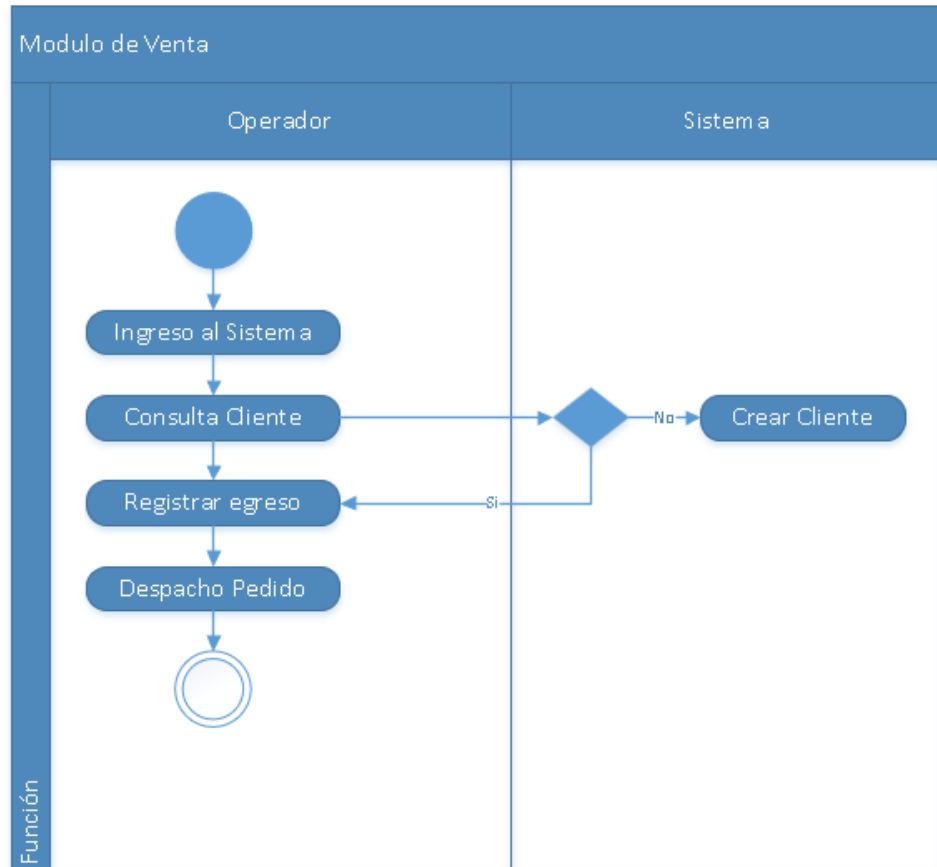 Modulo de Venta
Operador
Sistema
Ingreso al Sistema
Consulta Cliente
No
Crear Cliente
Registrar egreso
Si
Despacho Pedido
Función